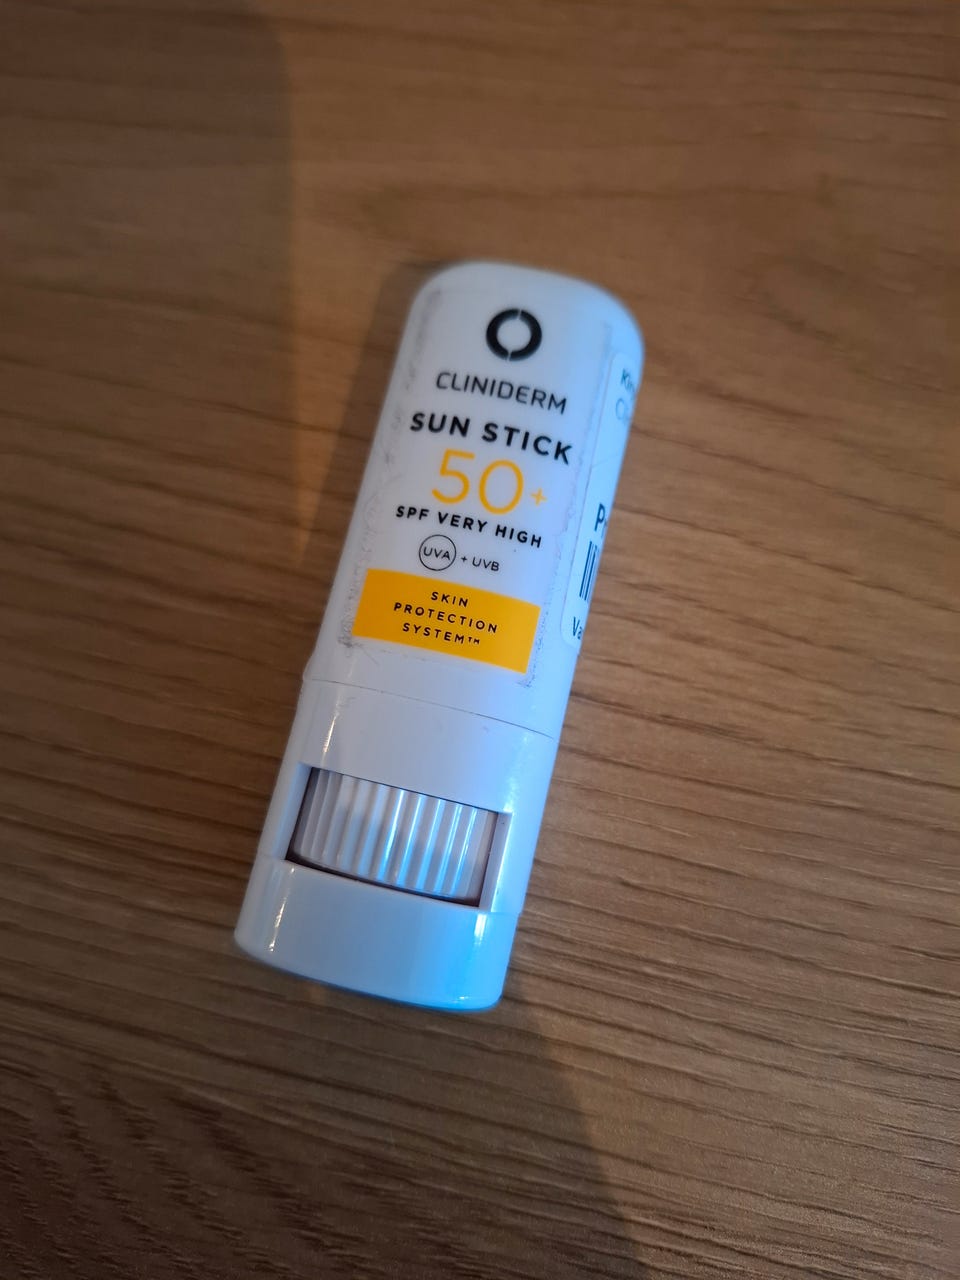 CLINIDERM
SUN STICK
50+
SPF VERY HIGH
UVA + UVB
SKIN
PROTECTION
SYSTEM™